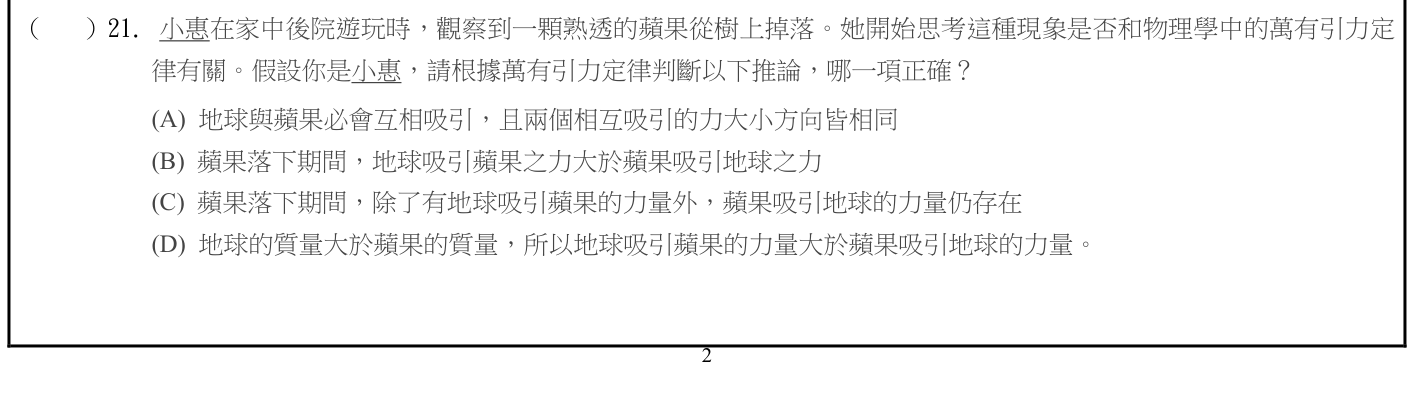 (　　) 21. 小惠在家中後院遊玩時，觀察到一顆熟透的蘋果從樹上掉落。她開始思考這種現象是否和物理學中的萬有引力定
律有關。假設你是小惠，請根據萬有引力定律判斷以下推論，哪一項正確？
(A) 地球與蘋果必會互相吸引，且兩個相互吸引的力大小方向皆相同
(B) 蘋果落下期間，地球吸引蘋果之力大於蘋果吸引地球之力
(C) 蘋果落下期間，除了有地球吸引蘋果的力量外，蘋果吸引地球的力量仍存在
(D) 地球的質量大於蘋果的質量，所以地球吸引蘋果的力量大於蘋果吸引地球的力量。
2